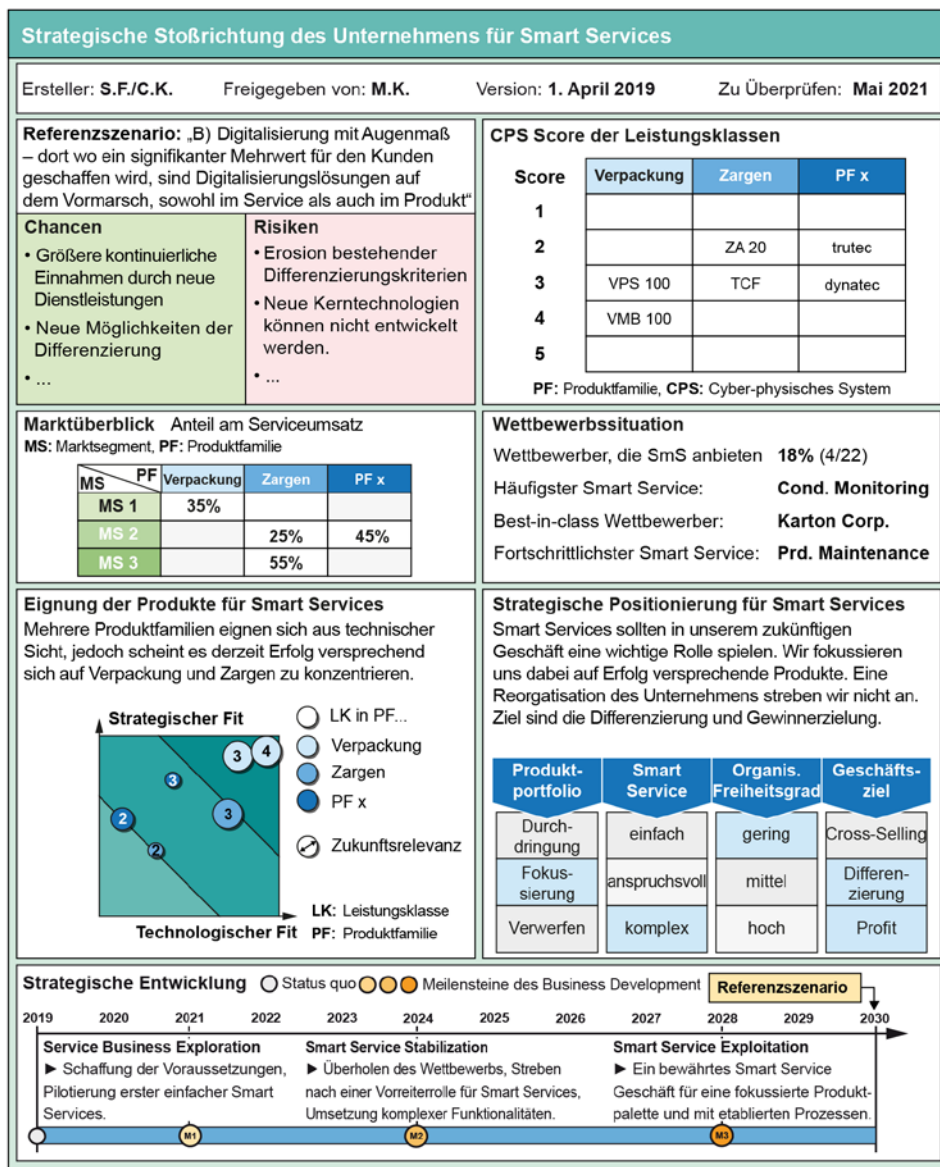 Strategische Stoßrichtung des Unternehmens für Smart Services
Ersteller: S.F./C.K. Freigegeben von: M.K. Version: 1. April 2019 Zu Überprüfen: Mai 2021
Referenzszenario: „B) Digitalisierung mit Augenmaß
– dort wo ein signifikanter Mehrwert für den Kunden
geschaffen wird, sind Digitalisierungslösungen auf
dem Vormarsch, sowohl im Service als auch im Produkt“
Chancen
• Größere kontinuierliche
Einnahmen durch neue
Dienstleistungen
• Neue Möglichkeiten der
Differenzierung
• ...
Risiken
• Erosion bestehender
Differenzierungskriterien
• Neue Kerntechnologien
können nicht entwickelt
werden.
• ...
CPS Score der Leistungsklassen
Score Verpackung Zargen PF x
1
2 ZA 20 trutec
3 VPS 100 TCF dynatec
4 VMB 100
5
PF: Produktfamilie, CPS: Cyber-physisches System
Marktüberblick Anteil am Serviceumsatz
MS: Marktsegment, PF: Produktfamilie
MS PF Verpackung Zargen PF x
MS 1 35%
MS 2 25% 45%
MS 3 55%
Wettbewerbssituation
Wettbewerber, die SmS anbieten 18% (4/22)
Häufigster Smart Service: Cond. Monitoring
Best-in-class Wettbewerber: Karton Corp.
Fortschrittlichster Smart Service: Prd. Maintenance
Eignung der Produkte für Smart Services
Mehrere Produktfamilien eignen sich aus technischer
Sicht, jedoch scheint es derzeit Erfolg versprechend
sich auf Verpackung und Zargen zu konzentrieren.
Strategischer Fit
3 4
3
3
2
2
Technologischer Fit
LK in PF...
Verpackung
Zargen
PF x
Zukunftsrelevanz
LK: Leistungsklasse
PF: Produktfamilie
Strategische Positionierung für Smart Services
Smart Services sollten in unserem zukünftigen
Geschäft eine wichtige Rolle spielen. Wir fokussieren
uns dabei auf Erfolg versprechende Produkte. Eine
Reorgatisation des Unternehmens streben wir nicht an.
Ziel sind die Differenzierung und Gewinnerzielung.
Produkt-
portfolio
Smart
Service
Organis.
Freiheitsgrad
Geschäfts-
ziel
Durch-
dringung
einfach
gering
Cross-Selling
Fokus-
sierung
anspruchsvoll
mittel
Differen-
zierung
Verwerfen
komplex
hoch
Profit
Strategische Entwicklung Status quo Meilensteine des Business Development Referenzszenario
2019 2020 2021 2022 2023 2024 2025 2026 2027 2028 2029 2030
Service Business Exploration
► Schaffung der Voraussetzungen,
Pilotierung erster einfacher Smart
Services.
Smart Service Stabilization
► Überholen des Wettbewerbs, Streben
nach einer Vorreiterrolle für Smart Services,
Umsetzung komplexer Funktionalitäten.
Smart Service Exploitation
► Ein bewährtes Smart Service
Geschäft für eine fokussierte Produkt-
palette und mit etablierten Prozessen.
M1 M2 M3